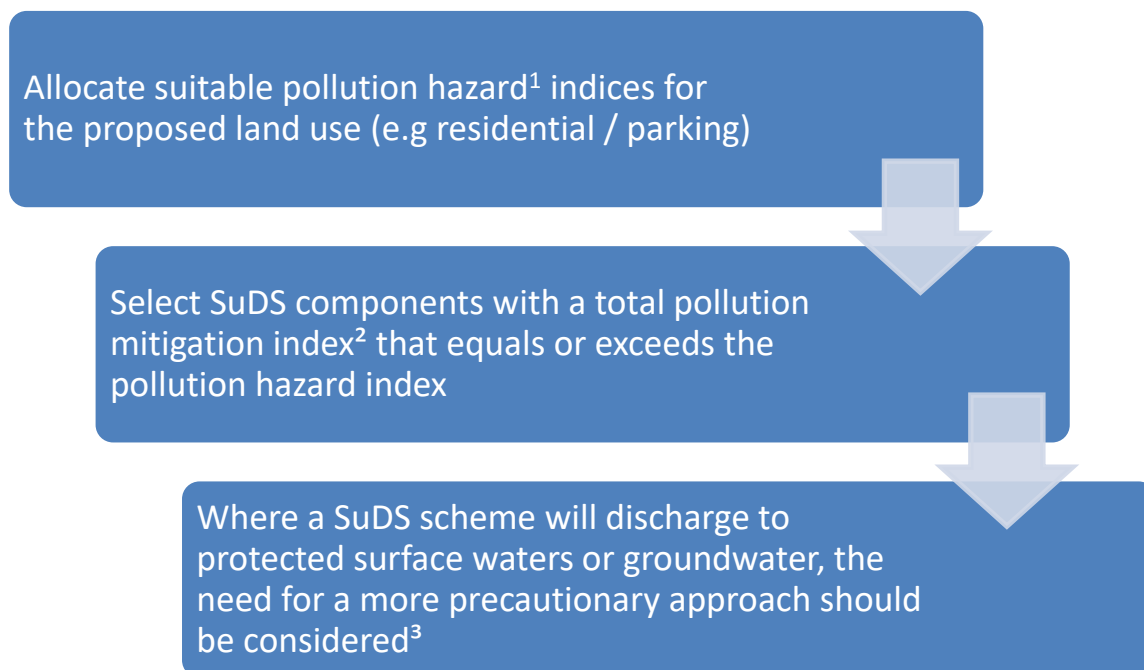 Allocate suitable pollution hazard¹ indices for
the proposed land use (e.g residential / parking)
Select SuDS components with a total pollution
mitigation index² that equals or exceeds the
pollution hazard index
Where a SuDS scheme will discharge to
protected surface waters or groundwater, the
need for a more precautionary approach should
be considered³